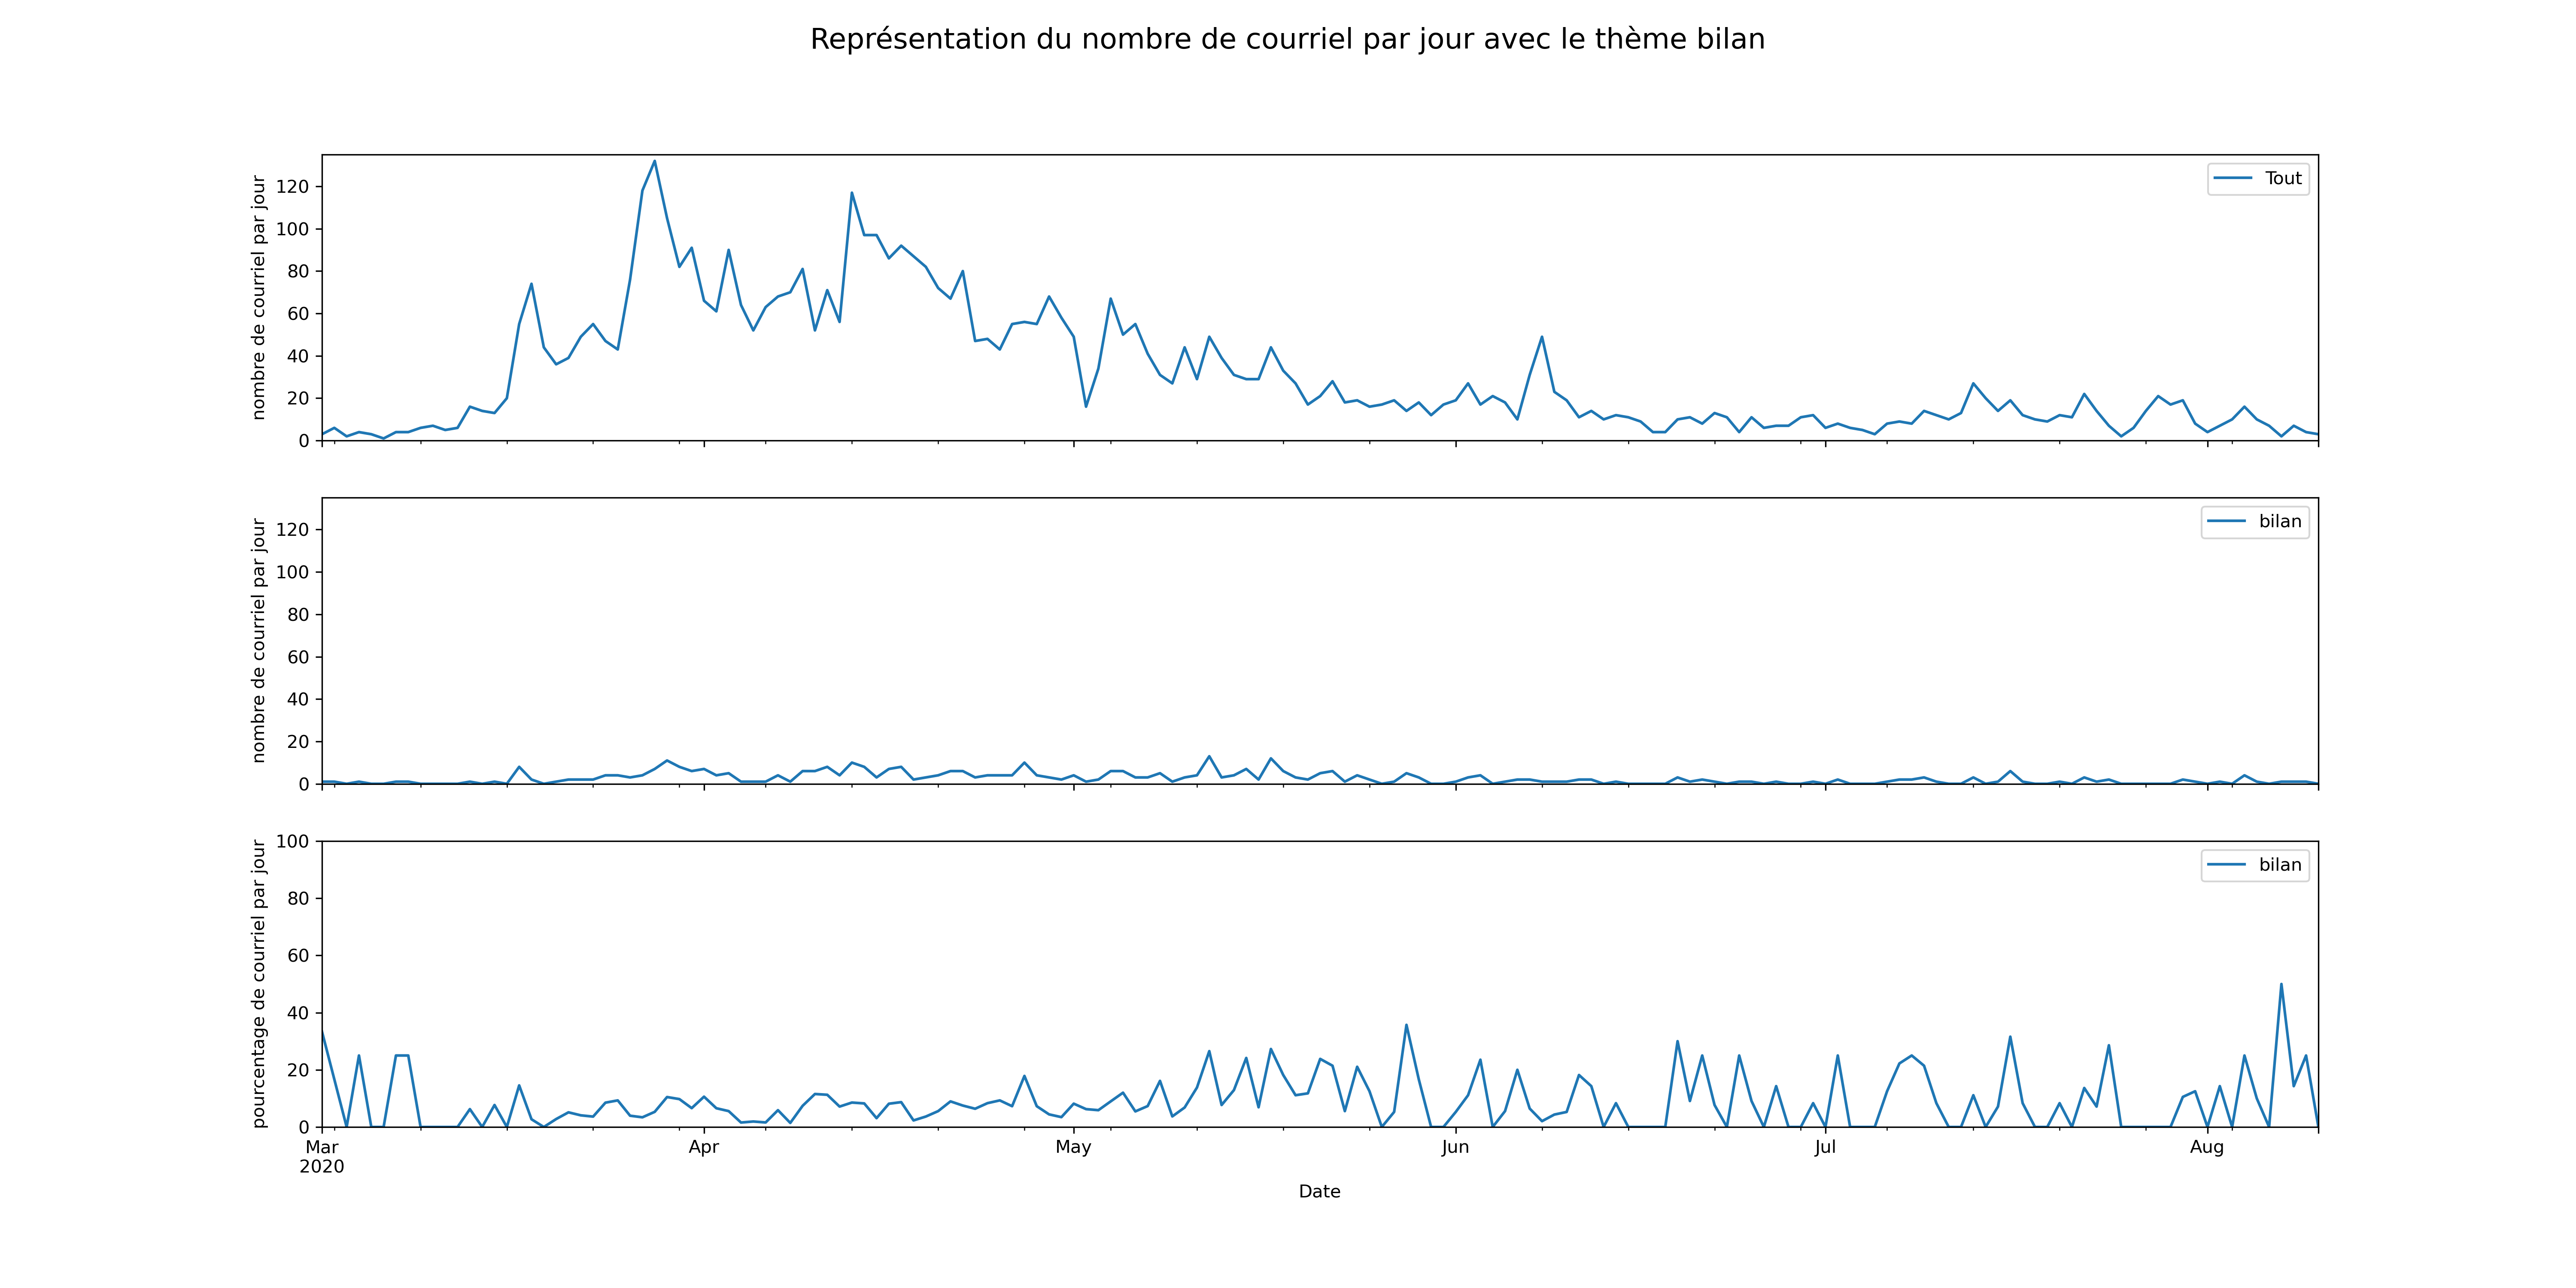 Représentation du nombre de courriel par jour avec le thème bilan
nombre de courriel par jour
120
100
80
60
40
20
0
Tout
nombre de courriel par jour
120
100
80
60
40
20
0
bilan
pourcentage de courriel par jour
100
80
60
40
20
0
bilan
Mar Apr May Jun Jul Aug
2020
Date